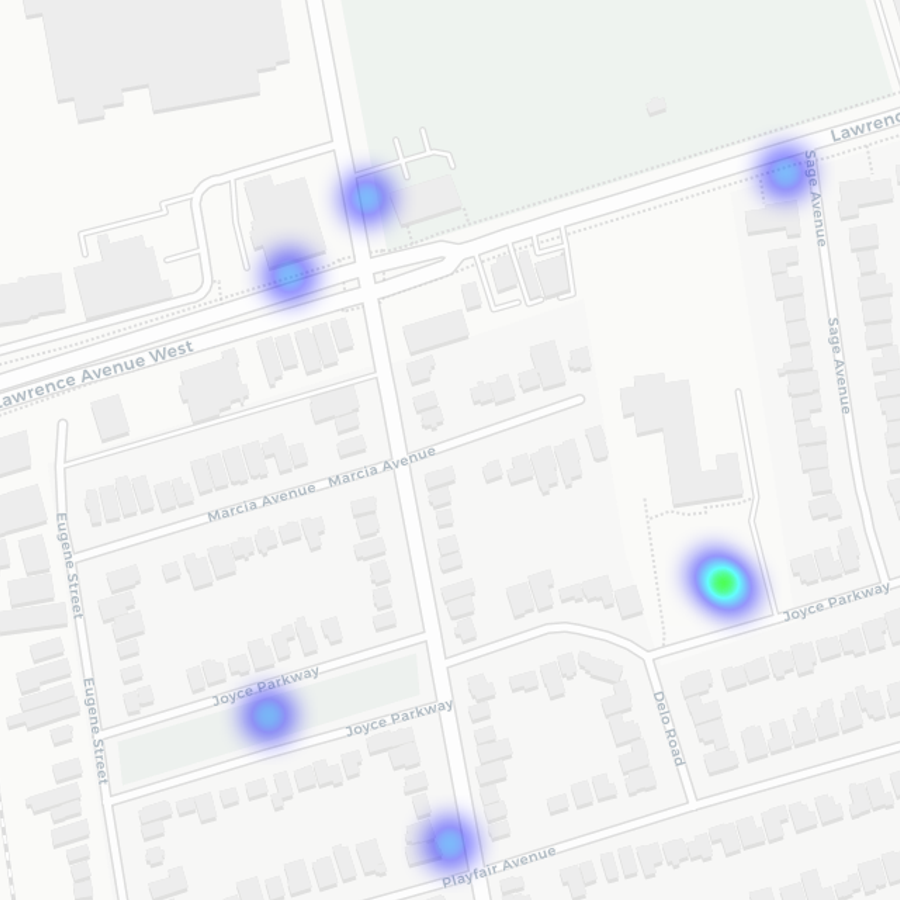 Lawrenc
Sage Avenue
Lawrence Avenue West
Sage Avenue
Marcia Avenue
Marcia Avenue
Eugene Street
Joyce Parkway
Joyce Parkway
Eugene Street
Joyce Parkway
Delo Road
Playfair Avenue